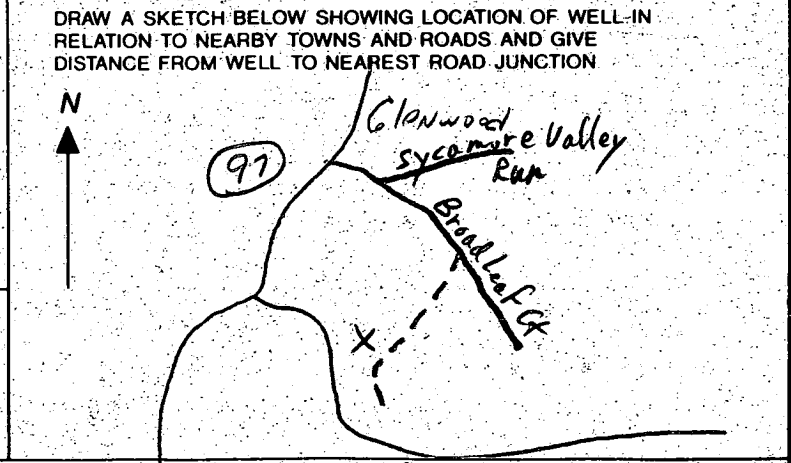 DRAW A SKETCH BELOW SHOWING LOCATION OF WELL IN
RELATION TO NEARBY TOWNS AND ROADS AND GIVE
DISTANCE FROM WELL TO NEAREST ROAD JUNCTION
N
Glenwood
97
Sycamore Valley
Run
Broadleaf Ct
X